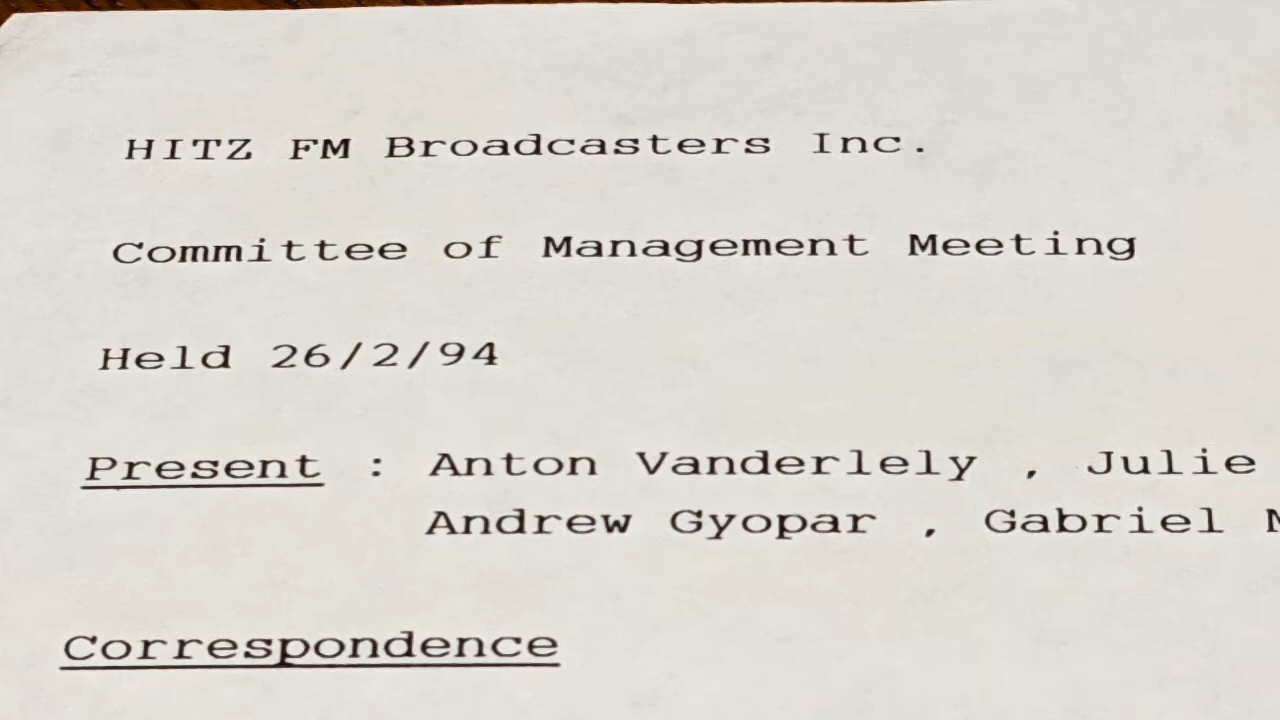 HITZ FM Broadcasters Inc.
Committee of Management Meeting
Held 26/2/94
Present : Anton Vanderlely , Julie
Andrew Gyopar , Gabriel
Correspondence